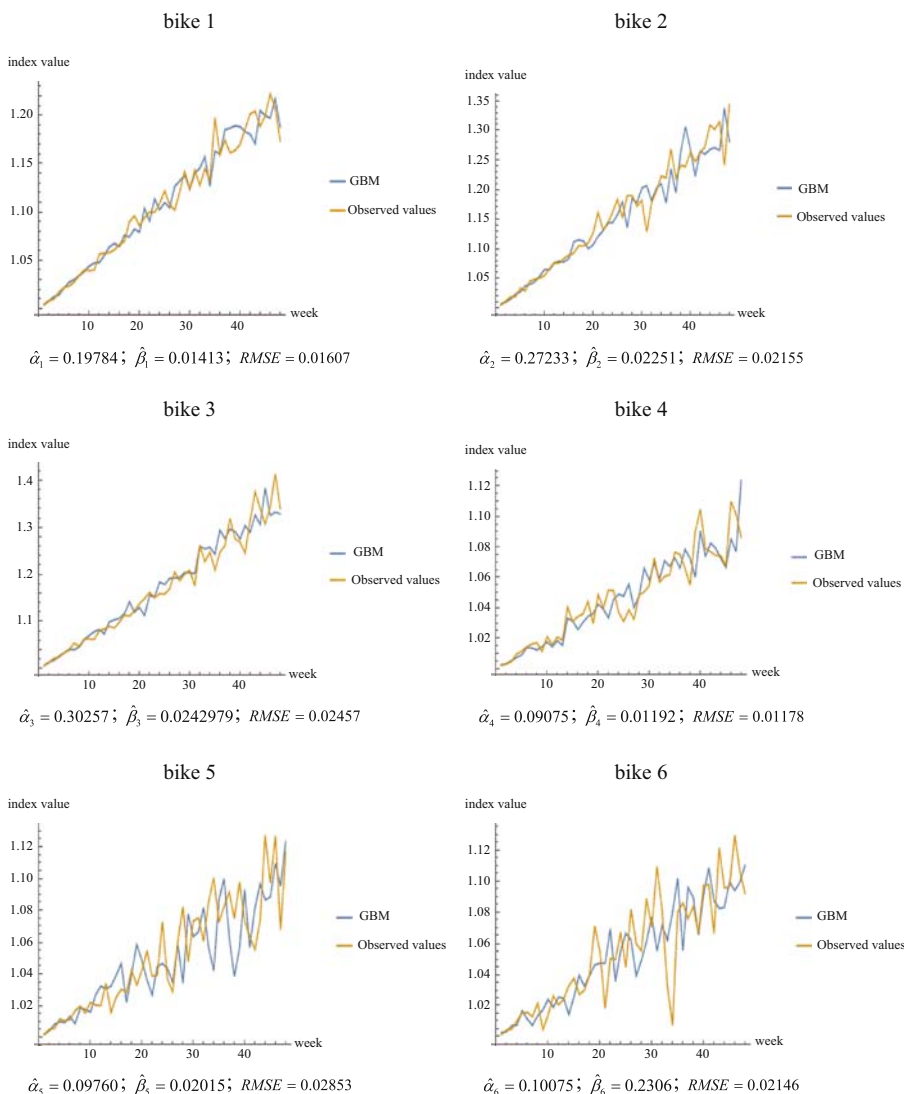 bike 1
index value
1.20
1.15
1.10
1.05
10 20 30 40 week
GBM
Observed values
α̂₁ = 0.19784; β̂₁ = 0.01413; RMSE = 0.01607
bike 2
index value
1.35
1.30
1.25
1.20
1.10
1.05
1.00
10 20 30 40 week
GBM
Observed values
α̂₂ = 0.27233; β̂₂ = 0.02251; RMSE = 0.02155
bike 3
index value
1.4
1.3
1.2
1.1
10 20 30 40 week
GBM
Observed values
α̂₃ = 0.30257; β̂₃ = 0.0242979; RMSE = 0.02457
bike 4
index value
1.12
1.10
1.08
1.06
1.04
1.02
10 20 30 40 week
GBM
Observed values
α̂₄ = 0.09075; β̂₄ = 0.01192; RMSE = 0.01178
bike 5
index value
1.12
1.10
1.08
1.06
1.04
1.02
10 20 30 40 week
GBM
Observed values
α̂₅ = 0.09760; β̂₅ = 0.02015; RMSE = 0.02853
bike 6
index value
1.12
1.10
1.08
1.06
1.04
1.02
10 20 30 40 week
GBM
Observed values
α̂₆ = 0.10075; β̂₆ = 0.2306; RMSE = 0.02146